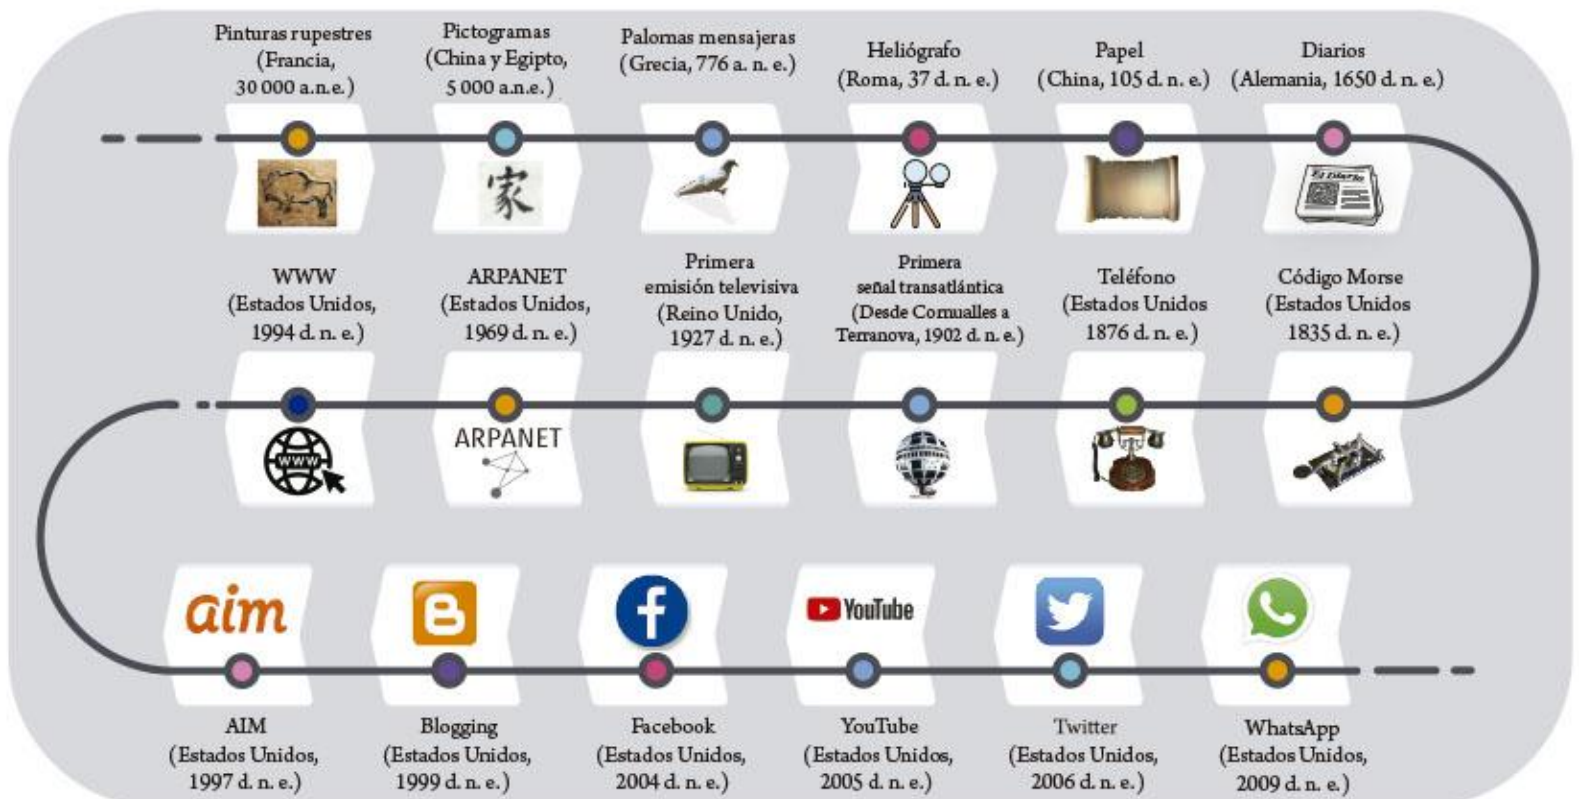 Pinturas rupestres
(Francia,
30 000 a.n.e.)
Pictogramas
(China y Egipto,
5 000 a.n.e.)
Palomas mensajeras
(Grecia, 776 a. n. e.)
Heliógrafo
(Roma, 37 d. n. e.)
Papel
(China, 105 d. n. e.)
Diarios
(Alemania, 1650 d. n. e.)
家
El Diario
Código Morse
(Estados Unidos
1835 d. n. e.)
Teléfono
(Estados Unidos
1876 d. n. e.)
Primera
señal transatlántica
(Desde Cornualles a
Terranova, 1902 d. n. e.)
Primera
emisión televisiva
(Reino Unido,
1927 d. n. e.)
ARPANET
(Estados Unidos,
1969 d. n. e.)
ARPANET
WWW
(Estados Unidos,
1994 d. n. e.)
WWW
aim
AIM
(Estados Unidos,
1997 d. n. e.)
Blogging
(Estados Unidos,
1999 d. n. e.)
Facebook
(Estados Unidos,
2004 d. n. e.)
YouTube
YouTube
(Estados Unidos,
2005 d. n. e.)
Twitter
(Estados Unidos,
2006 d. n. e.)
WhatsApp
(Estados Unidos,
2009 d. n. e.)